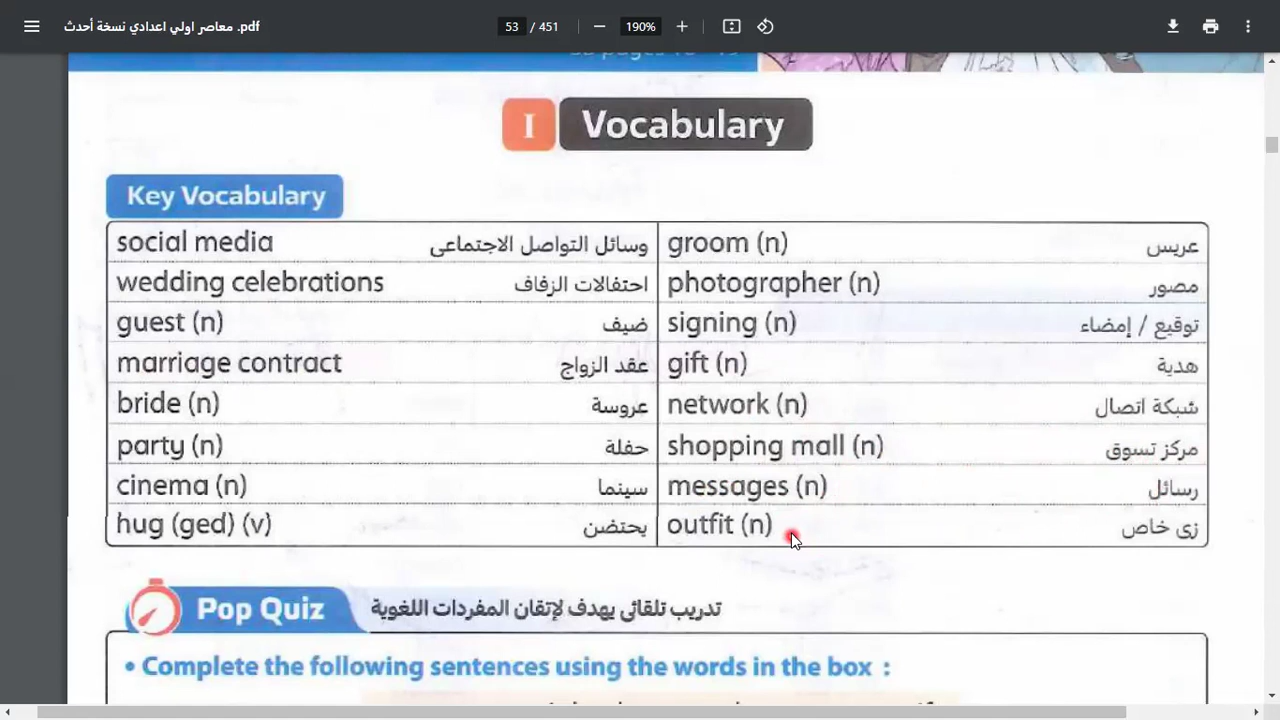 معاصر اولي اعدادي نسخة أحدث .pdf
53 / 451
190%
I Vocabulary
Key Vocabulary
social media وسائل التواصل الاجتماعى groom (n) عريس
wedding celebrations احتفالات الزفاف photographer (n) مصور
guest (n) ضيف signing (n) توقيع / إمضاء
marriage contract عقد الزواج gift (n) هدية
bride (n) عروسة network (n) شبكة اتصال
party (n) حفلة shopping mall (n) مركز تسوق
cinema (n) سينما messages (n) رسائل
hug (ged) (v) يحتضن outfit (n) زى خاص
Pop Quiz تدريب تلقائى يهدف لإتقان المفردات اللغوية
• Complete the following sentences using the words in the box :